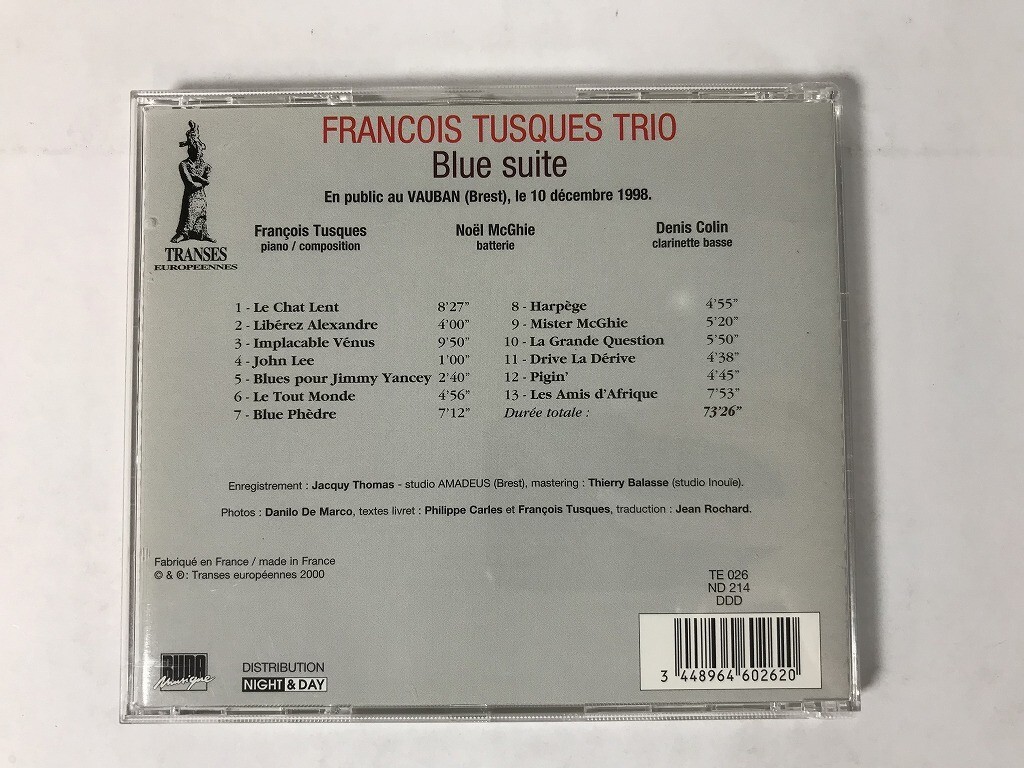 FRANCOIS TUSQUES TRIO
Blue suite
En public au VAUBAN (Brest), le 10 décembre 1998.
TRANSES
EUROPEENNES
François Tusques
piano / composition
Noël McGhie
batterie
Denis Colin
clarinette basse
1 - Le Chat Lent 8'27"
2 - Libérez Alexandre 4'00"
3 - Implacable Vénus 9'50"
4 - John Lee 1'00"
5 - Blues pour Jimmy Yancey 2'40"
6 - Le Tout Monde 4'56"
7 - Blue Phèdre 7'12"
8 - Harpège 4'55"
9 - Mister McGhie 5'20"
10 - La Grande Question 5'50"
11 - Drive La Dérive 4'38"
12 - Pigin' 4'45"
13 - Les Amis d'Afrique 7'53"
Durée totale : 73'26"
Enregistrement : Jacquy Thomas - studio AMADEUS (Brest), mastering : Thierry Balasse (studio Inouïe).
Photos : Danilo De Marco, textes livret : Philippe Carles et François Tusques, traduction : Jean Rochard.
Fabriqué en France / made in France
© & ℗ : Transes européennes 2000
TE 026
ND 214
DDD
BUDA
Musique
DISTRIBUTION
NIGHT & DAY
3 448964 602620